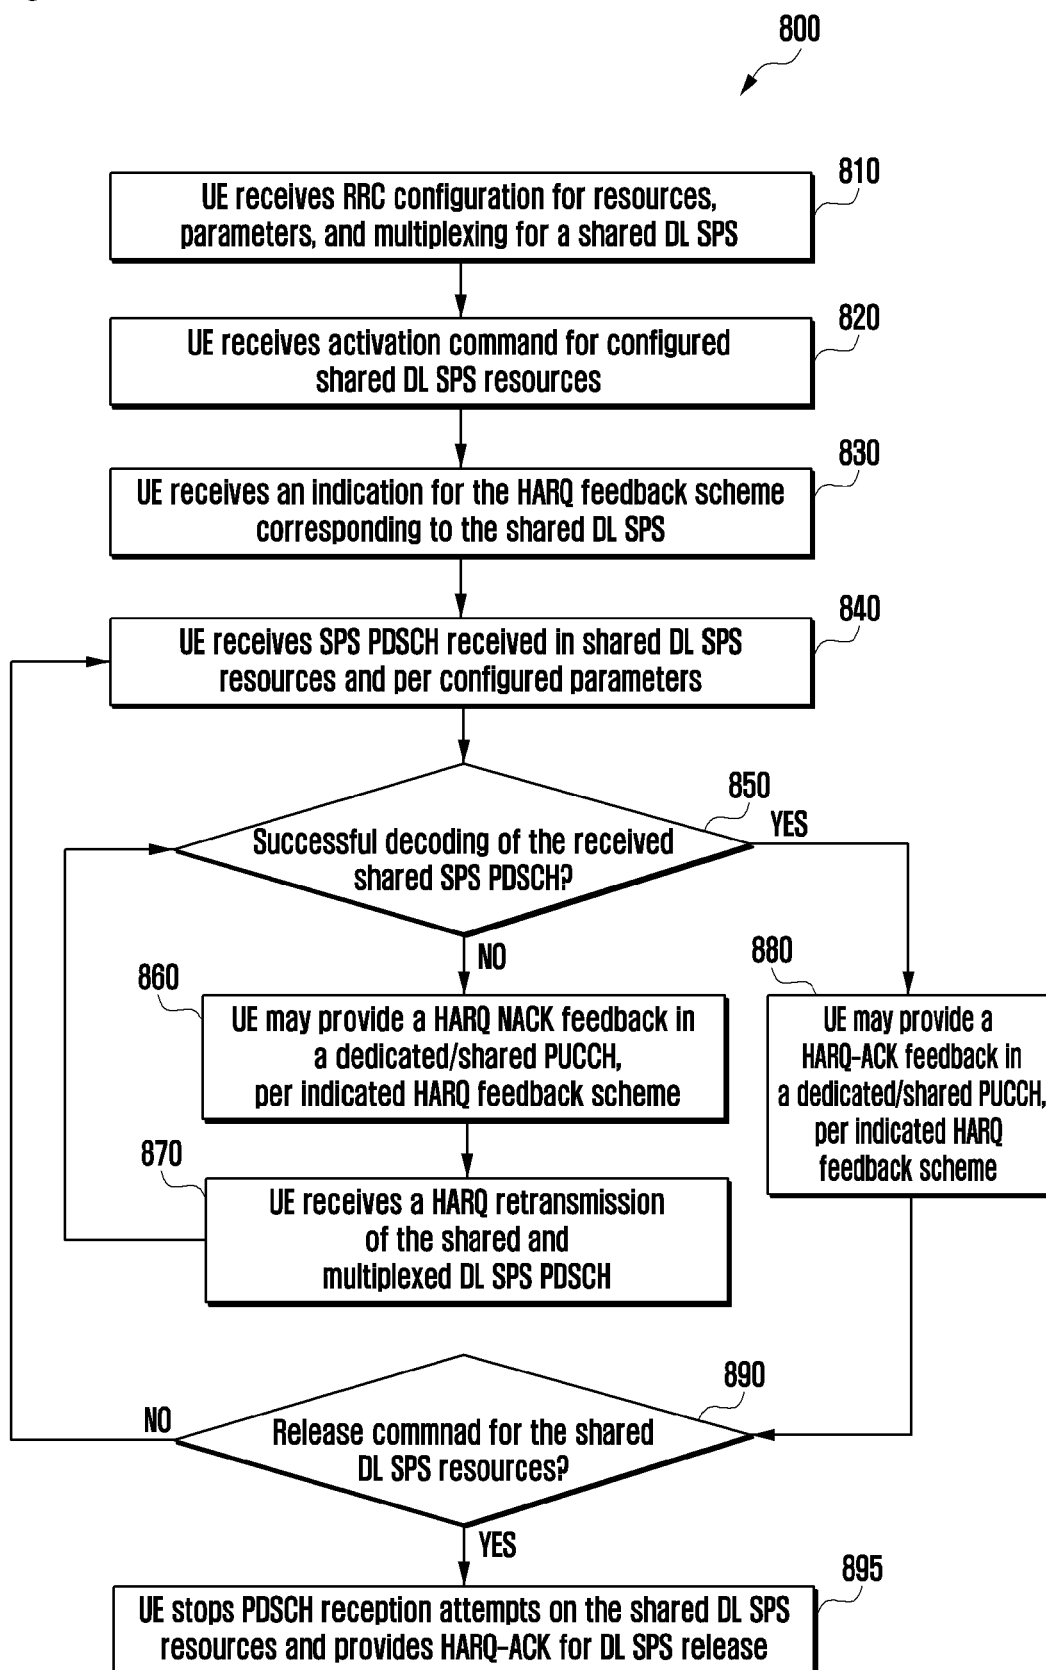 800
810
UE receives RRC configuration for resources,
parameters, and multiplexing for a shared DL SPS
820
UE receives activation command for configured
shared DL SPS resources
830
UE receives an indication for the HARQ feedback scheme
corresponding to the shared DL SPS
840
UE receives SPS PDSCH received in shared DL SPS
resources and per configured parameters
850
YES
Successful decoding of the received
shared SPS PDSCH?
NO
860
UE may provide a HARQ NACK feedback in
a dedicated/shared PUCCH,
per indicated HARQ feedback scheme
880
UE may provide a
HARQ-ACK feedback in
a dedicated/shared PUCCH,
per indicated HARQ
feedback scheme
870
UE receives a HARQ retransmission
of the shared and
multiplexed DL SPS PDSCH
890
NO
Release commnad for the shared
DL SPS resources?
YES
895
UE stops PDSCH reception attempts on the shared DL SPS
resources and provides HARQ-ACK for DL SPS release